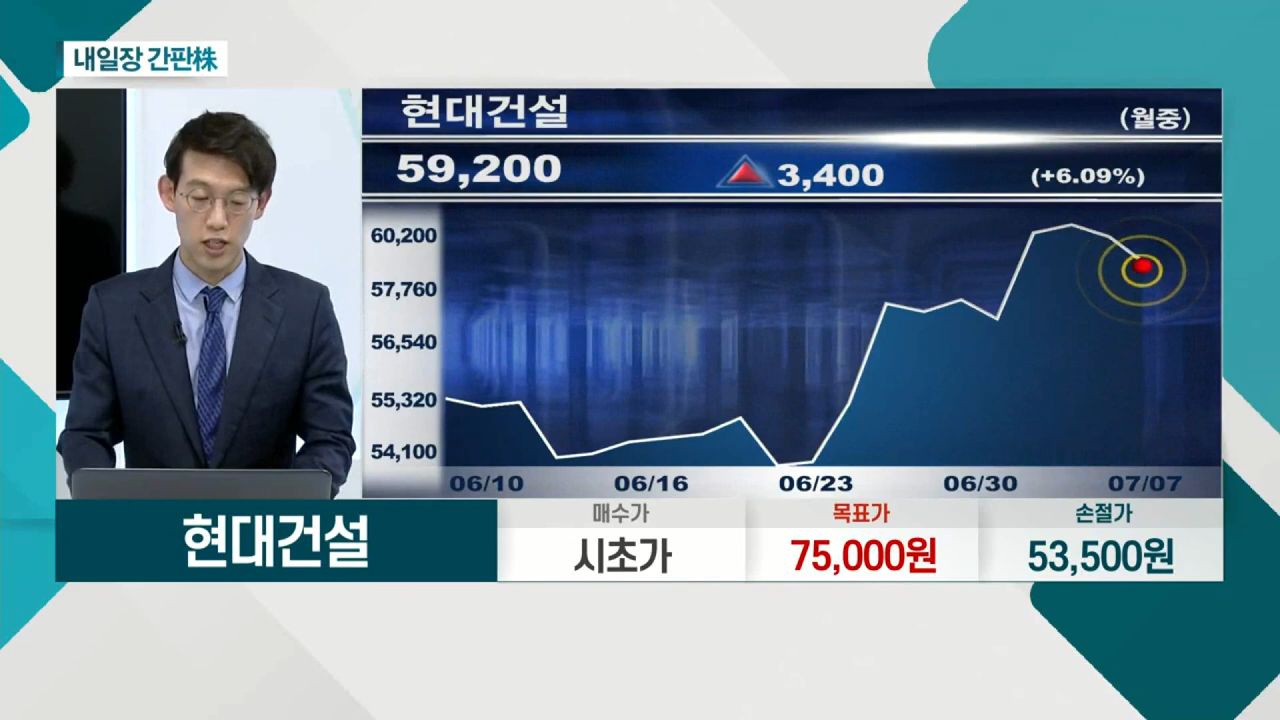 내일장 간판株
현대건설 (월중)
59,200 3,400 (+6.09%)
60,200
57,760
56,540
55,320
54,100
06/10 06/16 06/23 06/30 07/07
현대건설
매수가 목표가 손절가
시초가 75,000원 53,500원